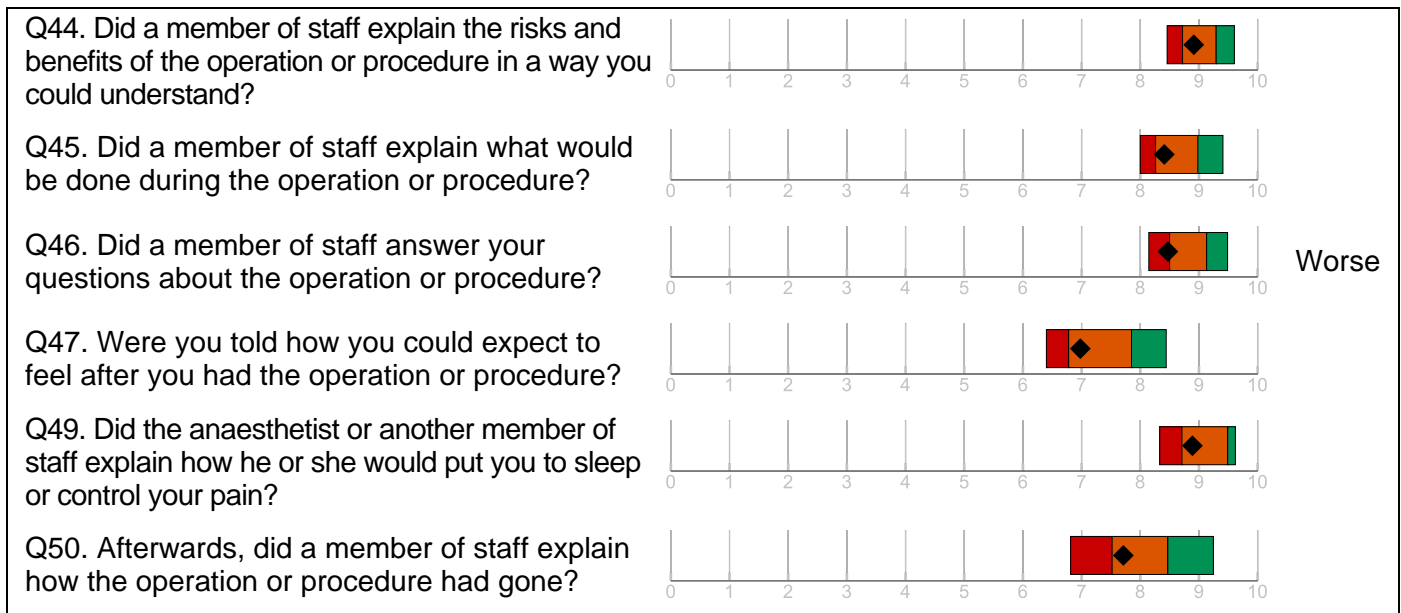 Q44. Did a member of staff explain the risks and
benefits of the operation or procedure in a way you
could understand?
0 1 2 3 4 5 6 7 8 9 10
Q45. Did a member of staff explain what would
be done during the operation or procedure?
0 1 2 3 4 5 6 7 8 9 10
Q46. Did a member of staff answer your
questions about the operation or procedure?
0 1 2 3 4 5 6 7 8 9 10
Worse
Q47. Were you told how you could expect to
feel after you had the operation or procedure?
0 1 2 3 4 5 6 7 8 9 10
Q49. Did the anaesthetist or another member of
staff explain how he or she would put you to sleep
or control your pain?
0 1 2 3 4 5 6 7 8 9 10
Q50. Afterwards, did a member of staff explain
how the operation or procedure had gone?
0 1 2 3 4 5 6 7 8 9 10